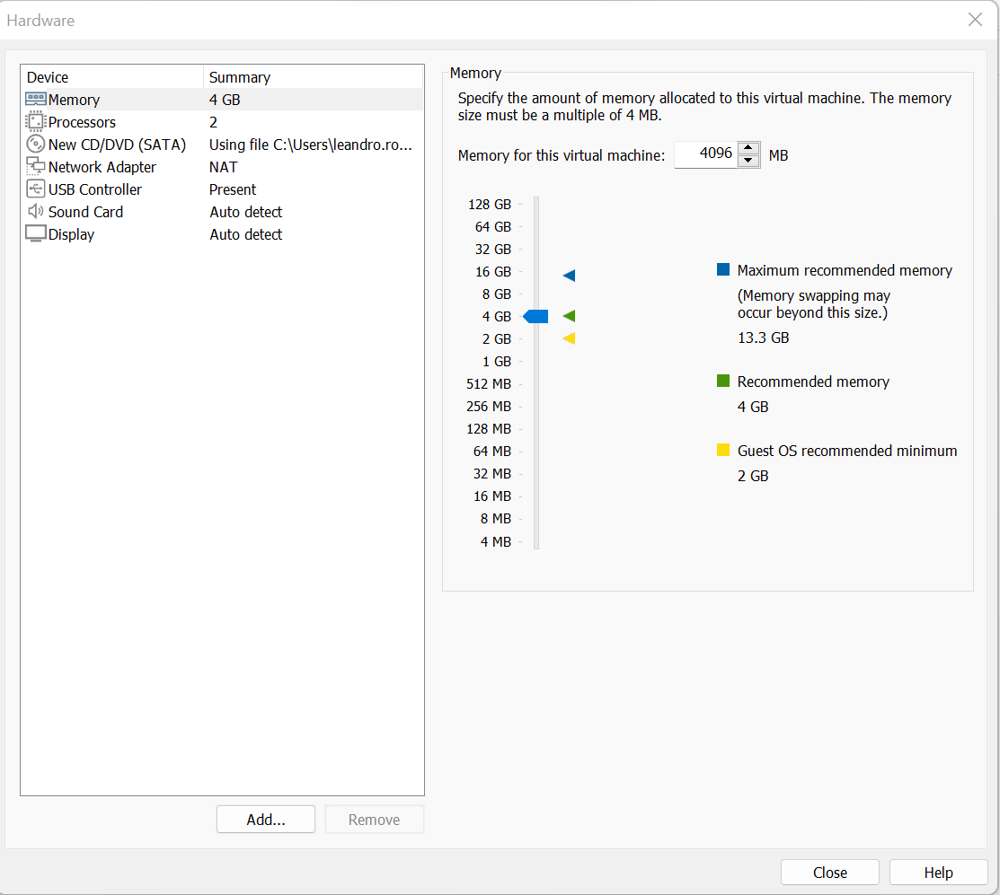 Hardware
Device Summary
Memory 4 GB
Processors 2
New CD/DVD (SATA) Using file C:\Users\leandro.ro...
Network Adapter NAT
USB Controller Present
Sound Card Auto detect
Display Auto detect
Add... Remove
Memory
Specify the amount of memory allocated to this virtual machine. The memory
size must be a multiple of 4 MB.
Memory for this virtual machine: 4096 MB
128 GB
64 GB
32 GB
16 GB
8 GB
4 GB
2 GB
1 GB
512 MB
256 MB
128 MB
64 MB
32 MB
16 MB
8 MB
4 MB
Maximum recommended memory
(Memory swapping may
occur beyond this size.)
13.3 GB
Recommended memory
4 GB
Guest OS recommended minimum
2 GB
Close Help